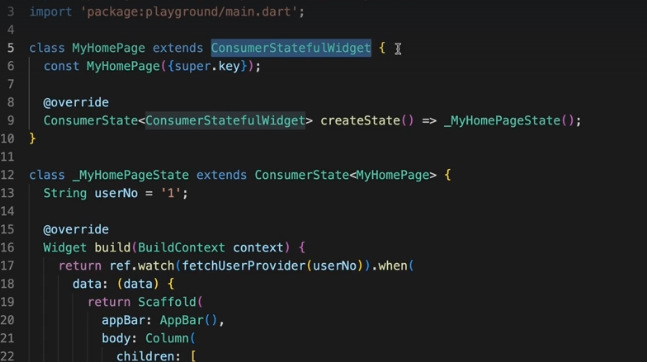 3 import 'package:playground/main.dart';
4
5 class MyHomePage extends ConsumerStatefulWidget {
6 const MyHomePage({super.key});
7
8 @override
9 ConsumerState<ConsumerStatefulWidget> createState() => _MyHomePageState();
10 }
11
12 class _MyHomePageState extends ConsumerState<MyHomePage> {
13 String userNo = '1';
14
15 @override
16 Widget build(BuildContext context) {
17 return ref.watch(fetchUserProvider(userNo)).when(
18 data: (data) {
19 return Scaffold(
20 appBar: AppBar(),
21 body: Column(
22 children: [